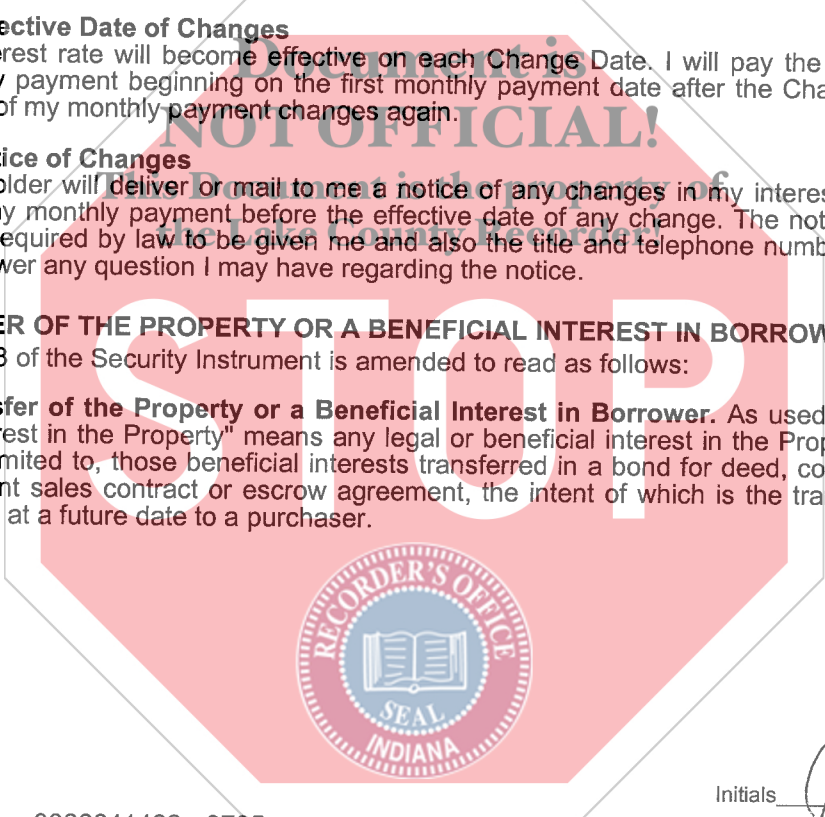 ective Date of Changes
rest rate will become effective on each Change Date. I will pay the
y payment beginning on the first monthly payment date after the Cha
of my monthly payment changes again.
ice of Changes
older will deliver or mail to me a notice of any changes in my interes
y monthly payment before the effective date of any change. The not
equired by law to be given me and also the title and telephone numb
wer any question I may have regarding the notice.
ER OF THE PROPERTY OR A BENEFICIAL INTEREST IN BORROW
8 of the Security Instrument is amended to read as follows:
sfer of the Property or a Beneficial Interest in Borrower. As used
rest in the Property" means any legal or beneficial interest in the Prop
mited to, those beneficial interests transferred in a bond for deed, co
nt sales contract or escrow agreement, the intent of which is the tra
at a future date to a purchaser.
Document is
NOT OFFICIAL!
This Document is the property of
the Lake County Recorder!
STOP
RECORDER'S OFFICE
SEAL
INDIANA
Initials